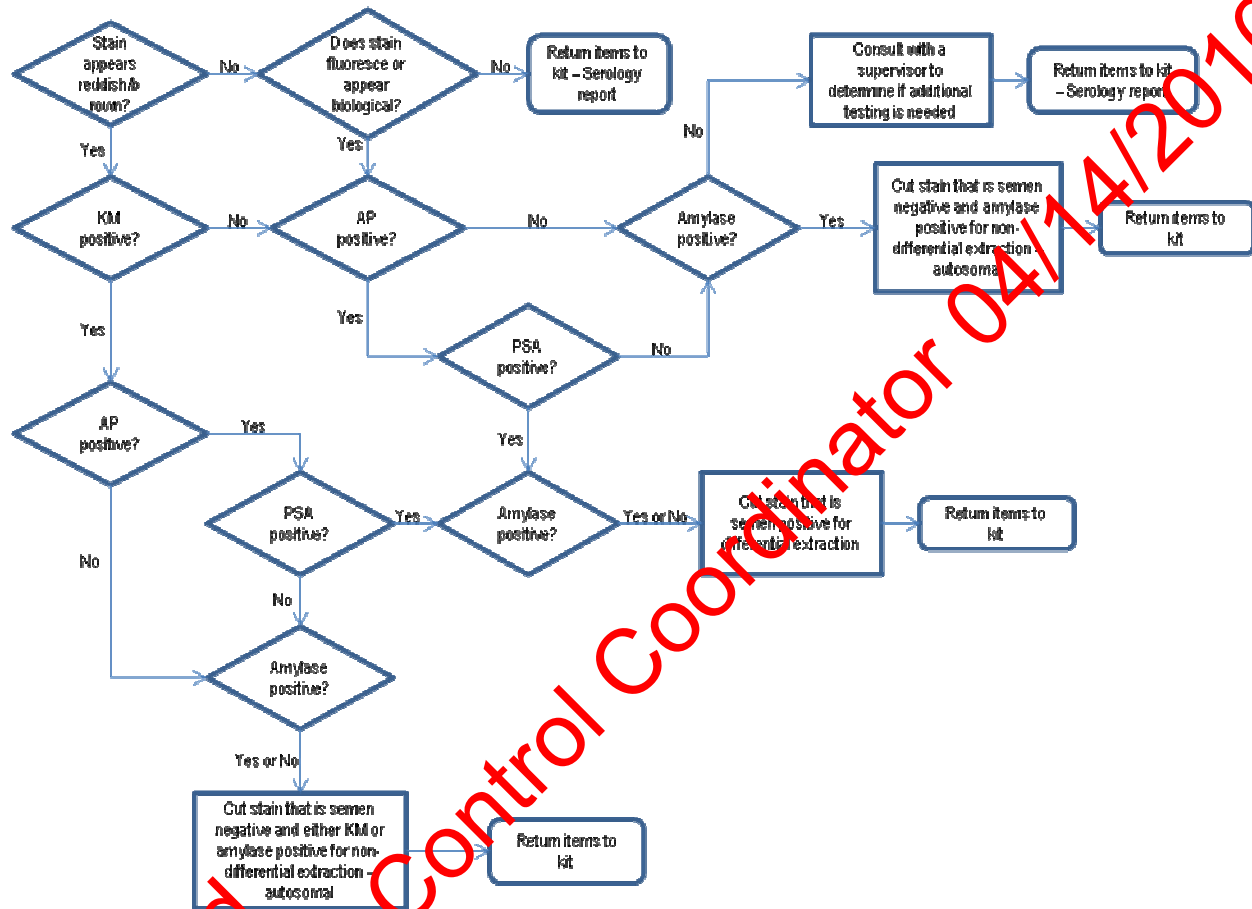 Stain
appears
reddish/b
rown?
No
Does stain
fluoresce or
appear
biological?
No
Return items to
kit – Serology
report
Consult with a
supervisor to
determine if additional
testing is needed
Return items to kit
– Serology report
Yes
Yes
No
KM
positive?
No
AP
positive?
No
Amylase
positive?
Yes
Cut stain that is semen
negative and amylase
positive for non-
differential extraction –
autosomal
Return items to
kit
Yes
Yes
PSA
positive?
No
AP
positive?
Yes
Yes
PSA
positive?
Yes
Amylase
positive?
Yes or No
Cut stain that is
semen positive for
differential extraction
Return items to
kit
No
No
Amylase
positive?
Yes or No
Cut stain that is semen
negative and either KM or
amylase positive for non-
differential extraction –
autosomal
Return items to
kit
Control Coordinator 04/14/201